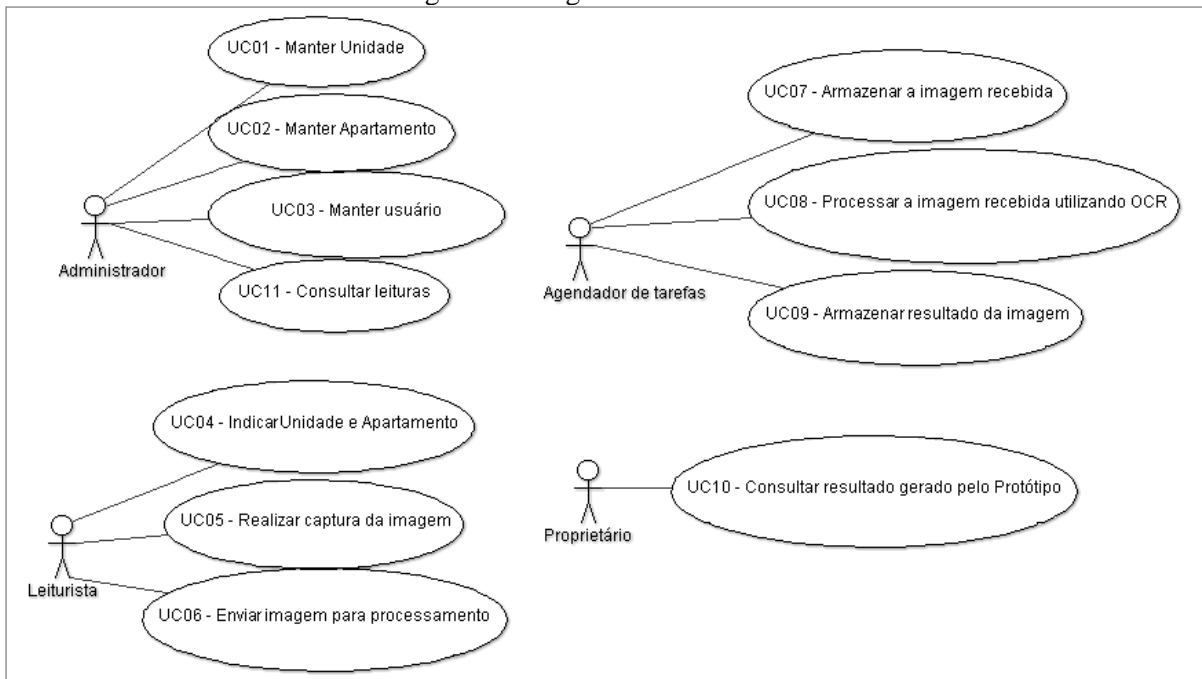 UC01 - Manter Unidade
UC02 - Manter Apartamento
UC03 - Manter usuário
UC11 - Consultar leituras
Administrador
UC07 - Armazenar a imagem recebida
UC08 - Processar a imagem recebida utilizando OCR
UC09 - Armazenar resultado da imagem
Agendador de tarefas
UC04 - Indicar Unidade e Apartamento
UC05 - Realizar captura da imagem
UC06 - Enviar imagem para processamento
Leiturista
UC10 - Consultar resultado gerado pelo Protótipo
Proprietário